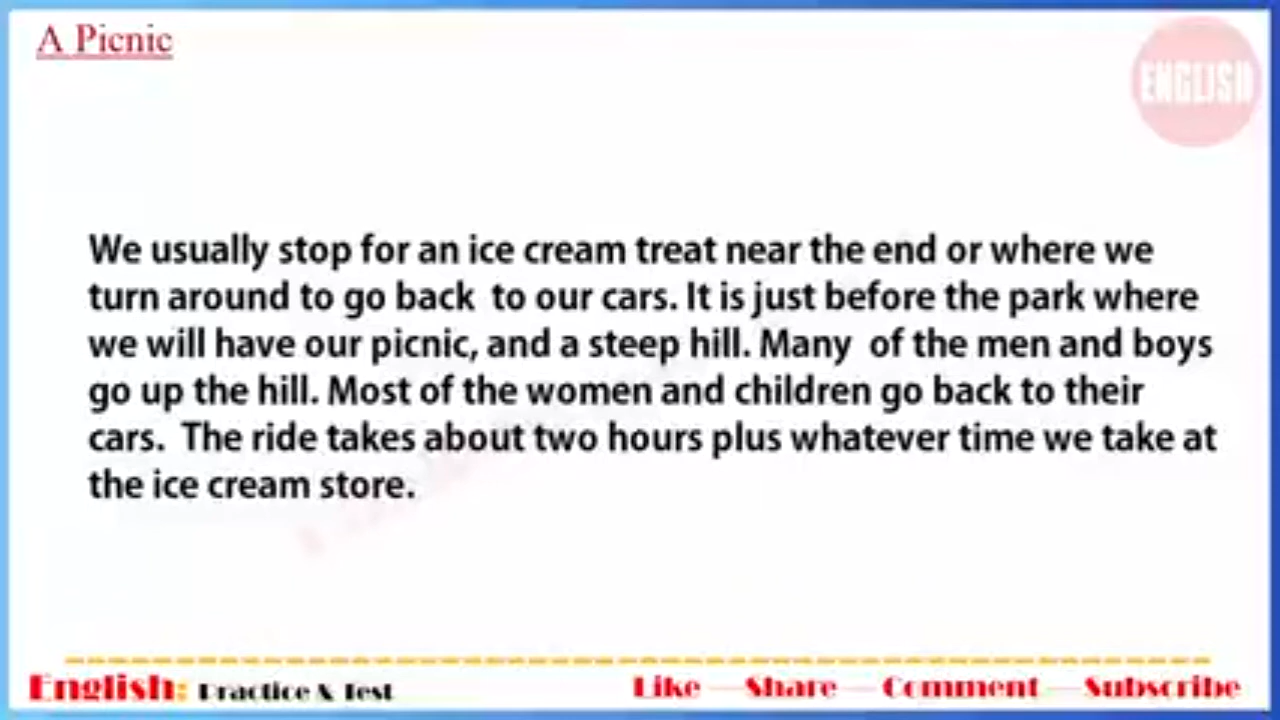 A Picnic
ENGLISH
We usually stop for an ice cream treat near the end or where we
turn around to go back to our cars. It is just before the park where
we will have our picnic, and a steep hill. Many of the men and boys
go up the hill. Most of the women and children go back to their
cars. The ride takes about two hours plus whatever time we take at
the ice cream store.
English: Practice & Test
Like — Share — Comment — Subscribe